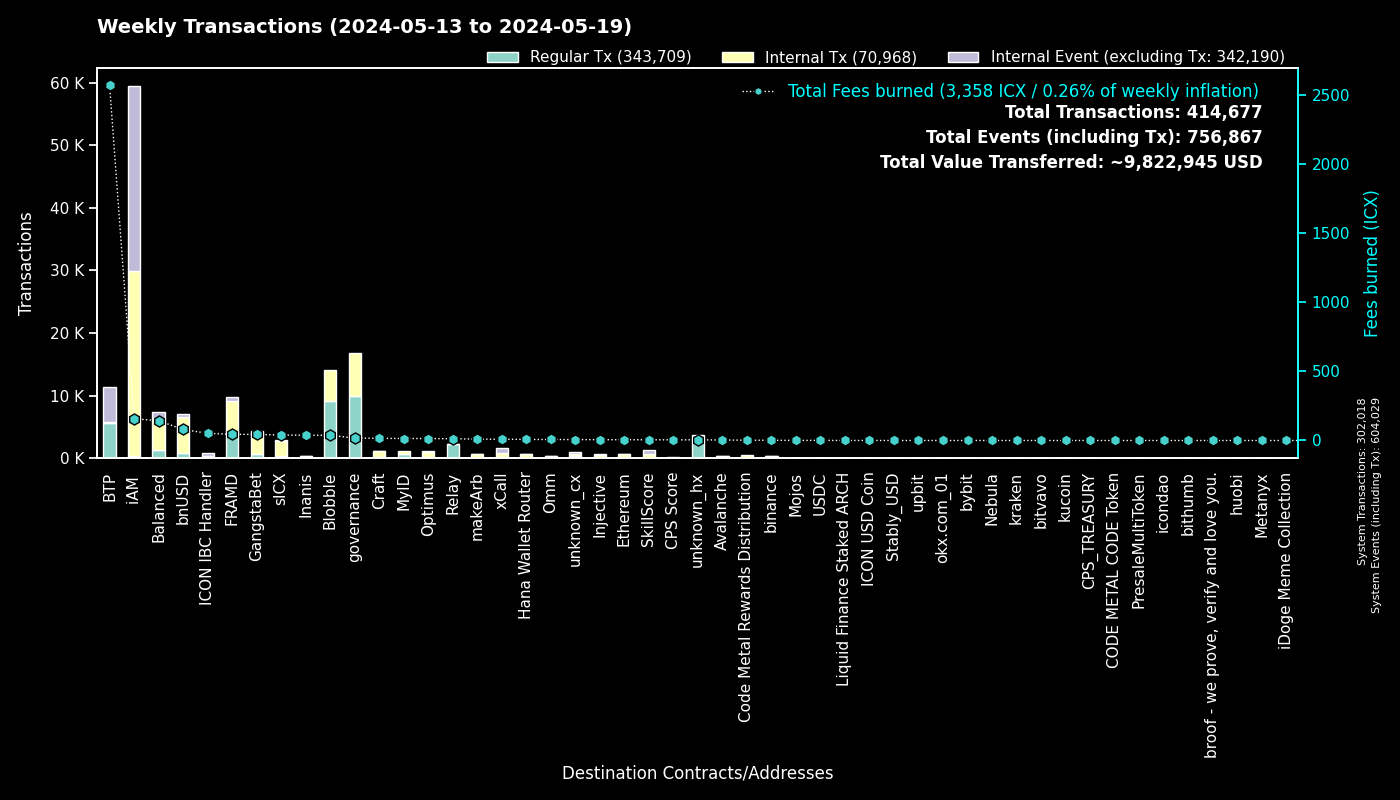 Weekly Transactions (2024-05-13 to 2024-05-19)
Regular Tx (343,709)
Internal Tx (70,968)
Internal Event (excluding Tx: 342,190)
Total Fees burned (3,358 ICX / 0.26% of weekly inflation)
Total Transactions: 414,677
Total Events (including Tx): 756,867
Total Value Transferred: ~9,822,945 USD
Transactions
60 K
50 K
40 K
30 K
20 K
10 K
0 K
2500
2000
1500
1000
500
0
Fees burned (ICX)
System Transactions: 302,018
System Events (including Tx): 604,029
BTP
iAM
Balanced
bnUSD
ICON IBC Handler
FRAMD
GangstaBet
sICX
Inanis
Blobble
governance
Craft
MyID
Optimus
Relay
makeArb
xCall
Hana Wallet Router
Omm
unknown_cx
Injective
Ethereum
SkillScore
CPS Score
unknown_hx
Avalanche
Code Metal Rewards Distribution
binance
Mojos
USDC
Liquid Finance Staked ARCH
ICON USD Coin
Stably_USD
upbit
okx.com_01
bybit
Nebula
kraken
bitvavo
kucoin
CPS_TREASURY
CODE METAL CODE Token
PresaleMultiToken
icondao
bithumb
broof - we prove, verify and love you.
huobi
Metanyx
iDoge Meme Collection
Destination Contracts/Addresses